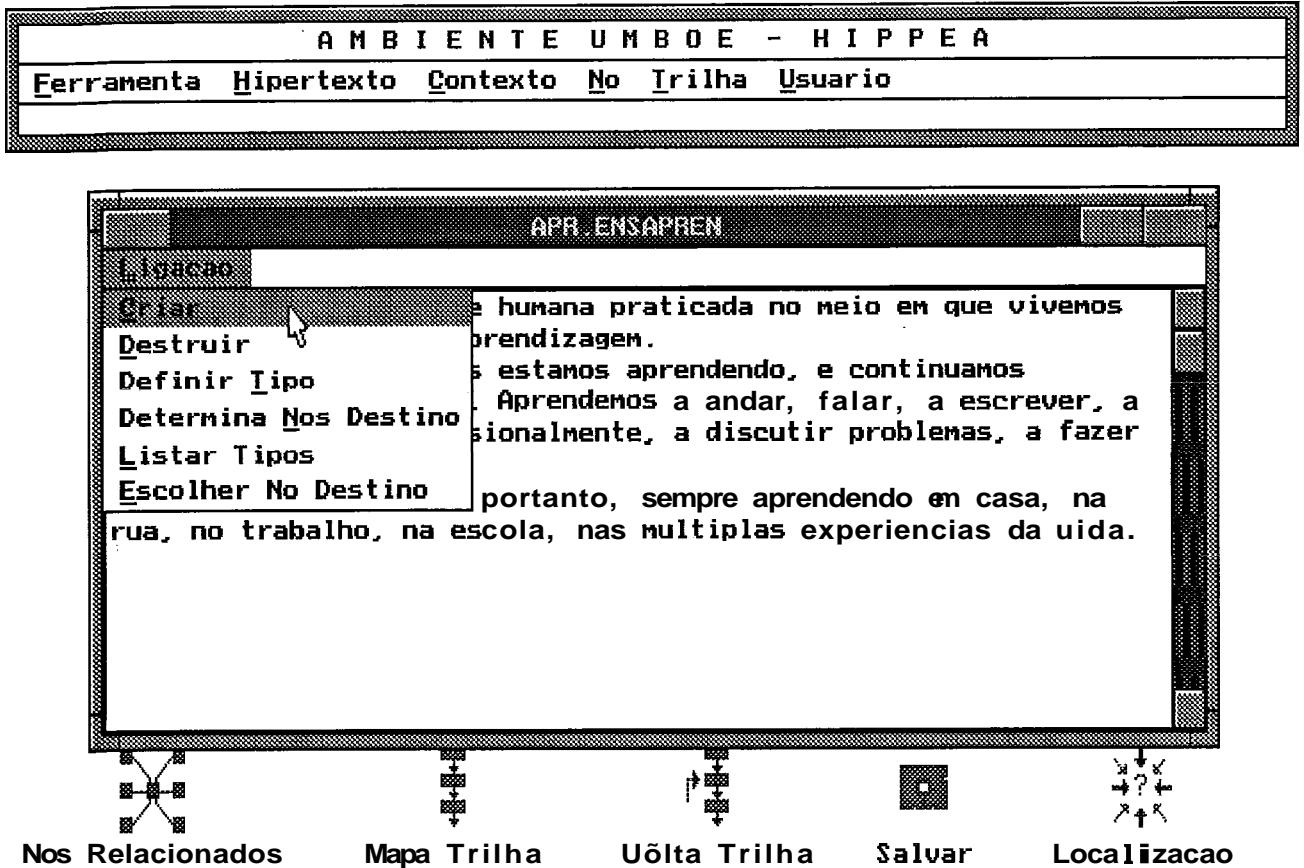 AMBIENTE UMBOE - HIPPEA
Ferramenta Hipertexto Contexto No Trilha Usuario
APR.ENSAPREN
Ligacao
Criar
Destruir
Definir Tipo
Determina Nos Destino
Listar Tipos
Escolher No Destino
e humana praticada no meio em que vivemos
prendizagem.
s estamos aprendendo, e continuamos
. Aprendemos a andar, falar, a escrever, a
sionalmente, a discutir problemas, a fazer
portanto, sempre aprendendo em casa, na
rua, no trabalho, na escola, nas multiplas experiencias da uida.
?
Nos Relacionados Mapa Trilha Uõlta Trilha Salvar Localizacao